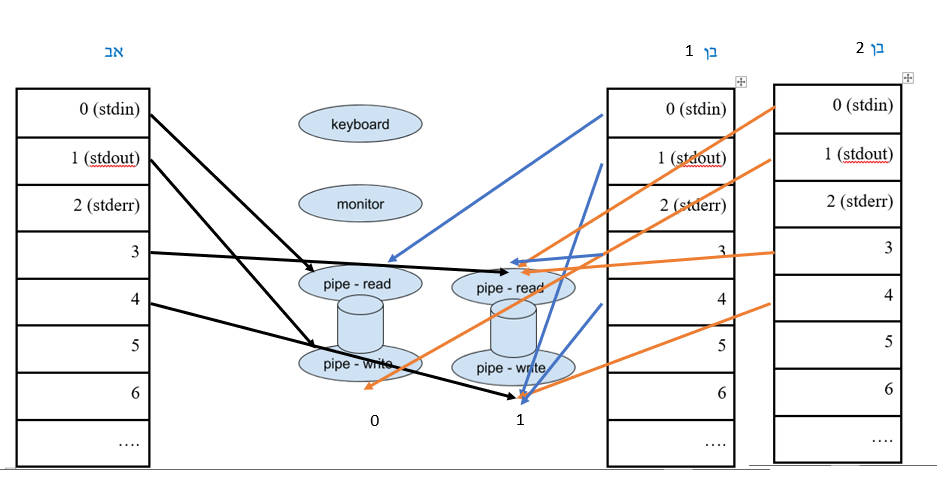 אב
בן 1
בן 2
0 (stdin)
1 (stdout)
2 (stderr)
3
4
5
6
....
keyboard
monitor
pipe - read
pipe - write
0
pipe - read
pipe - write
1
0 (stdin)
1 (stdout)
2 (stderr)
3
4
5
6
....
0 (stdin)
1 (stdout)
2 (stderr)
3
4
5
6
....